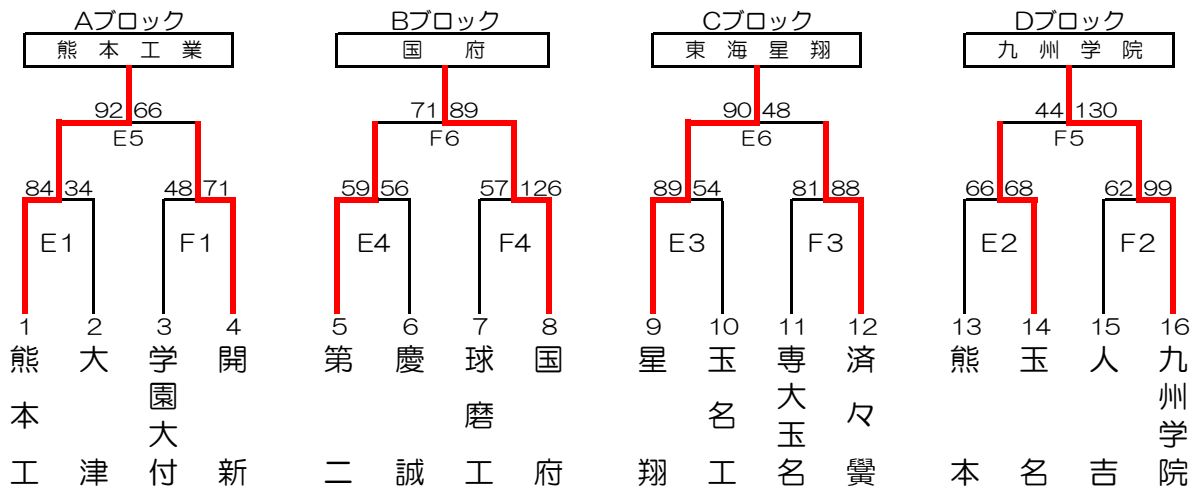 Aブロック Bブロック Cブロック Dブロック
熊本工業 国府 東海星翔 九州学院
92 66 71 89 90 48 44 130
E5 F6 E6 F5
84 34 48 71 59 56 57 126 89 54 81 88 66 68 62 99
E1 F1 E4 F4 E3 F3 E2 F2
1 2 3 4 5 6 7 8 9 10 11 12 13 14 15 16
熊本工
大津
学園大付
開新
第二
慶誠
球磨工
国府
星翔
玉名工
専大玉名
済々黌
熊本
玉名
人吉
九州学院